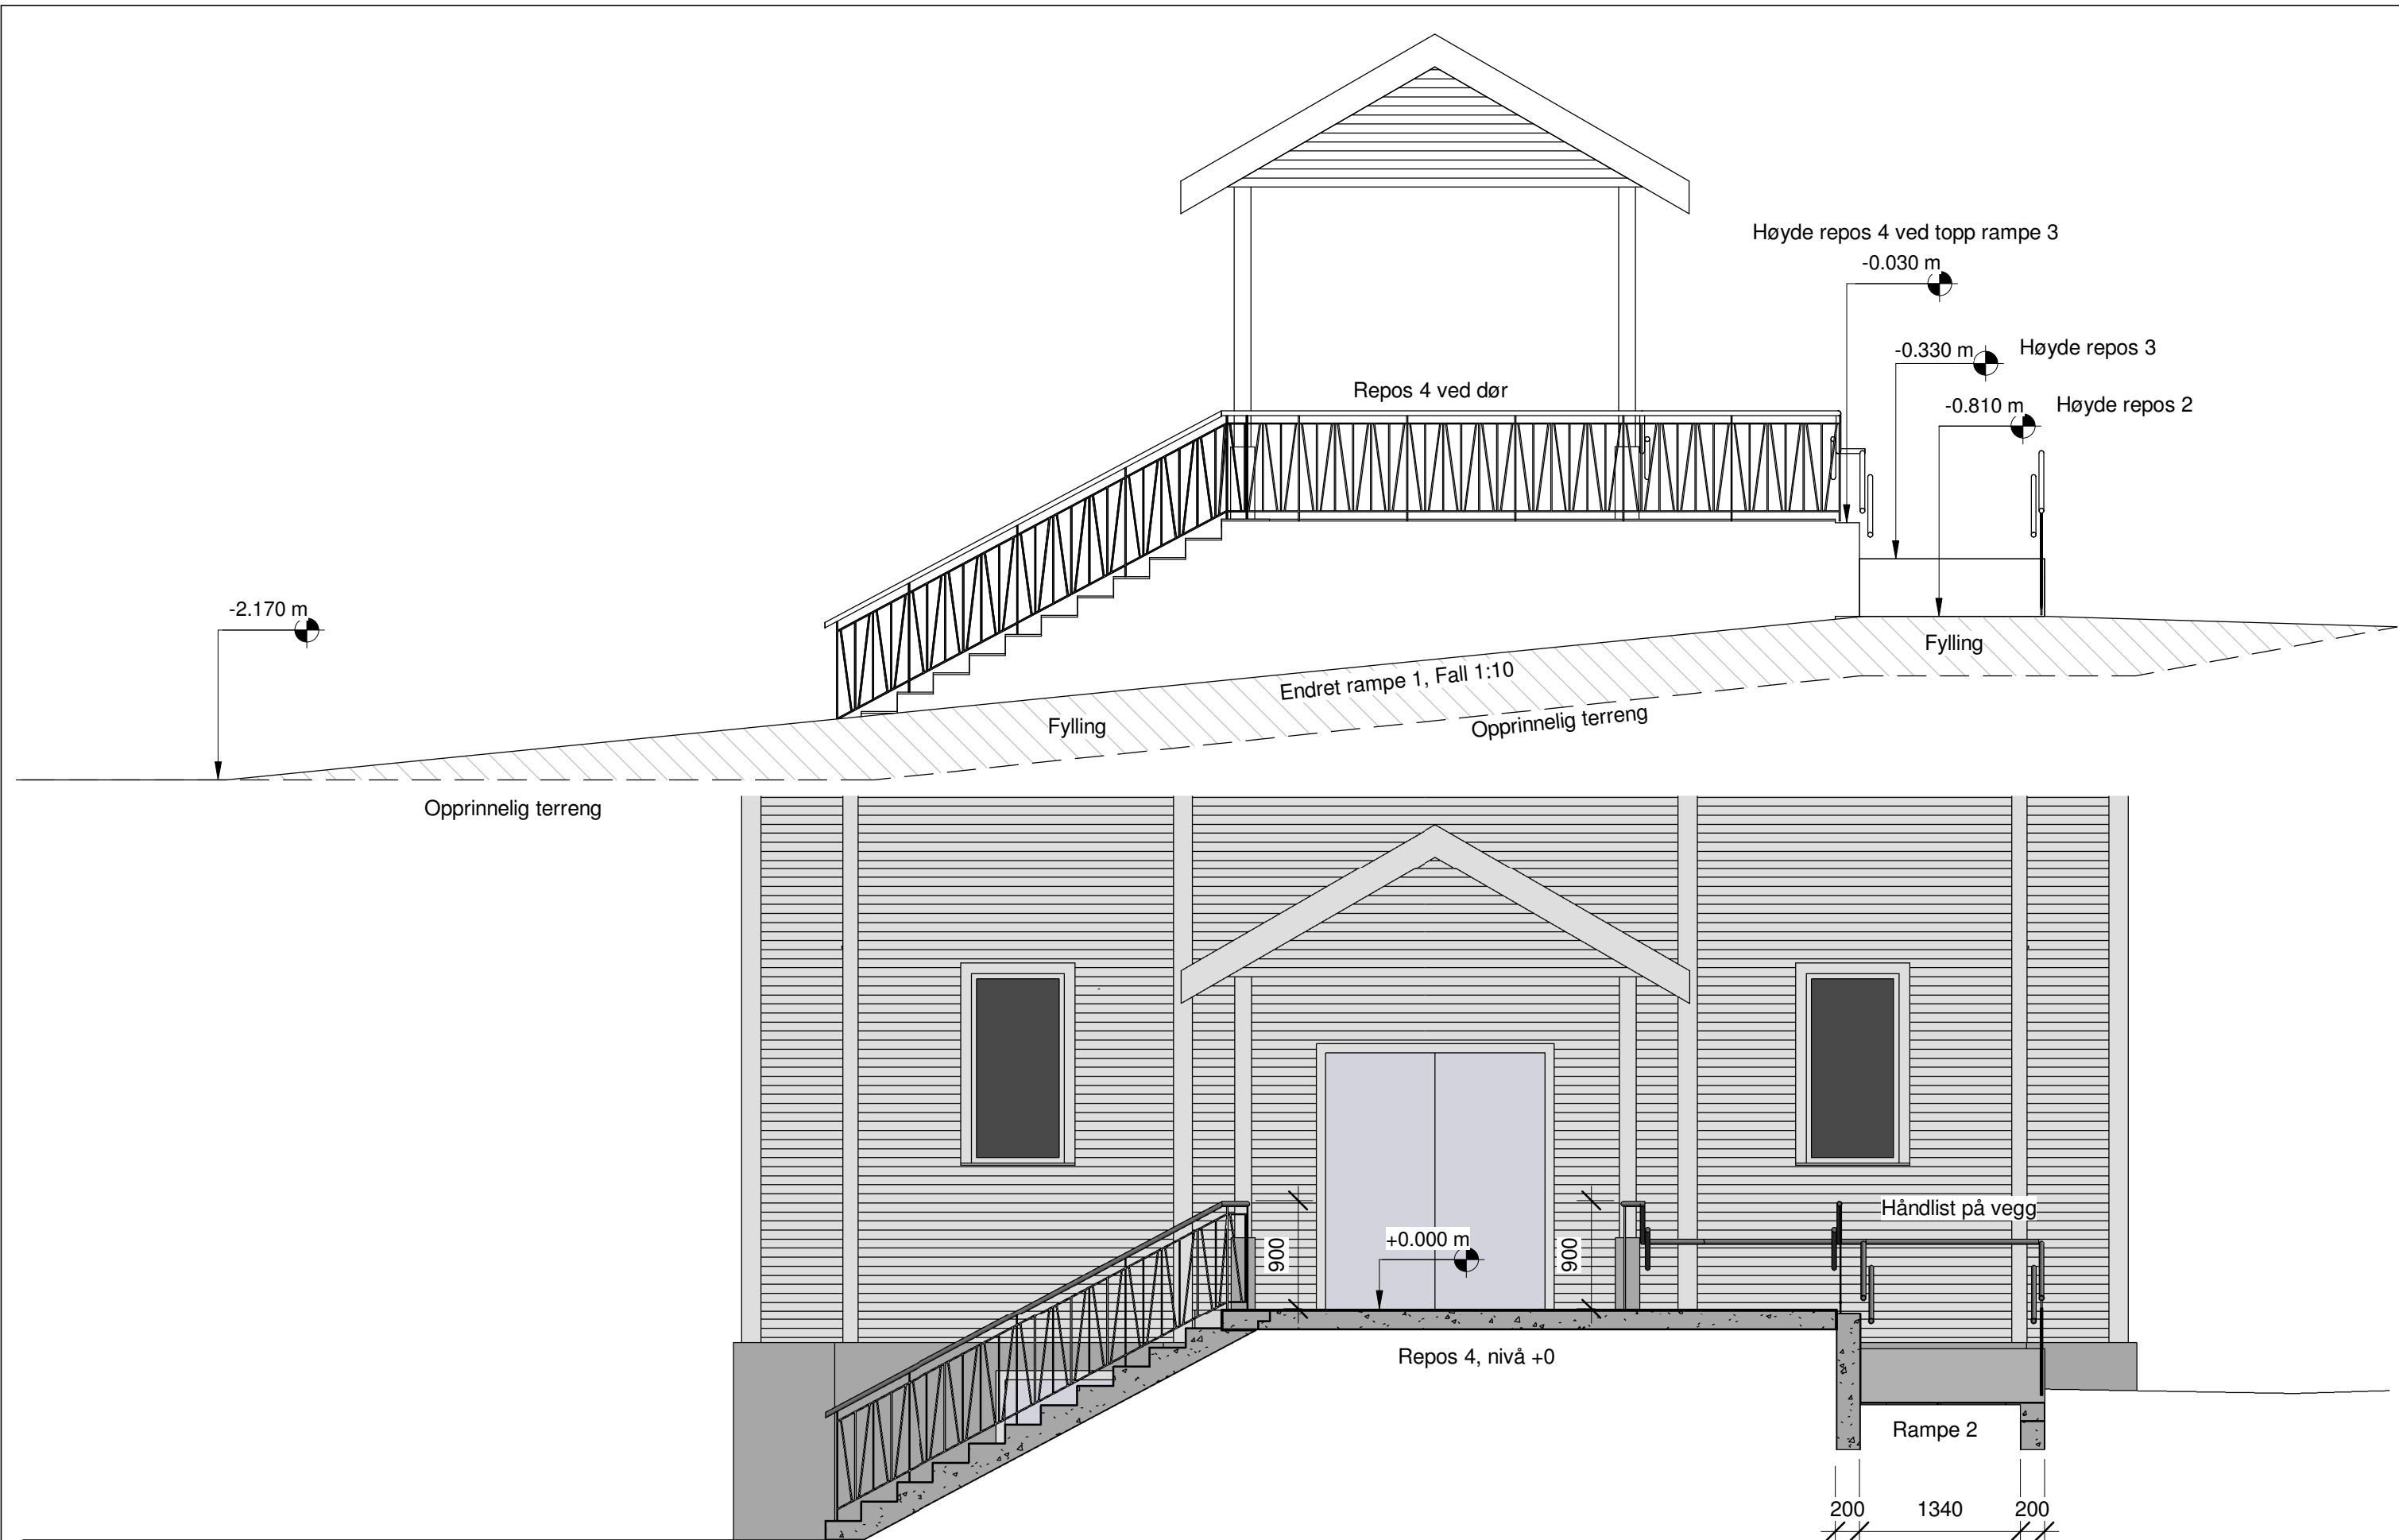 Høyde repos 4 ved topp rampe 3
-0.030 m
-0.330 m
Høyde repos 3
Repos 4 ved dør
-0.810 m
Høyde repos 2
-2.170 m
Fylling
Endret rampe 1, Fall 1:10
Fylling
Opprinnelig terreng
Opprinnelig terreng
Håndlist på vegg
+0.000 m
900
900
Repos 4, nivå +0
Rampe 2
200
1340
200